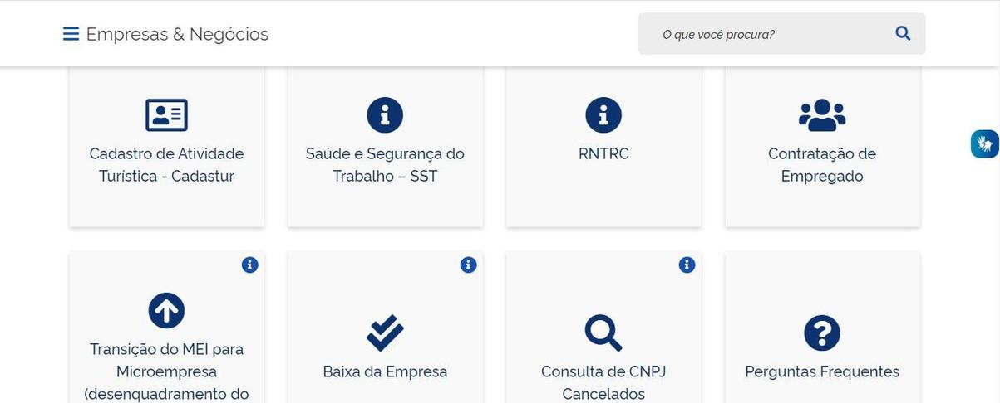 Empresas & Negócios
O que você procura?
Cadastro de Atividade
Turística - Cadastur
Saúde e Segurança do
Trabalho – SST
RNTRC
Contratação de
Empregado
Transição do MEI para
Microempresa
(desenquadramento do
Baixa da Empresa
Consulta de CNPJ
Cancelados
Perguntas Frequentes